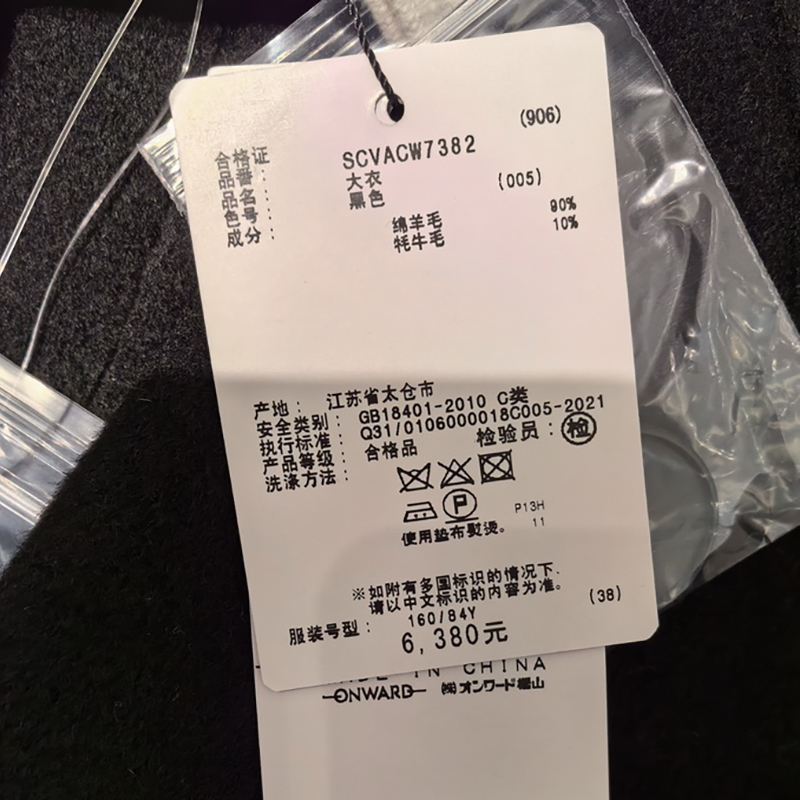 (906)
合格证
品番： SCVACW7382
品名： 大衣 (005)
色号： 黑色
成分： 绵羊毛 90%
牦牛毛 10%
产地： 江苏省太仓市
安全类别： GB18401-2010 C类
执行标准： Q31/0106000018C005-2021
产品等级： 合格品 检验员：检
洗涤方法：
P
P13H
11
使用垫布熨烫。
※如附有多国标识的情况下，
请以中文标识的内容为准。
(38)
服装号型： 160/84Y
6,380元
MADE IN CHINA
ONWARD ㈱オンワード樫山